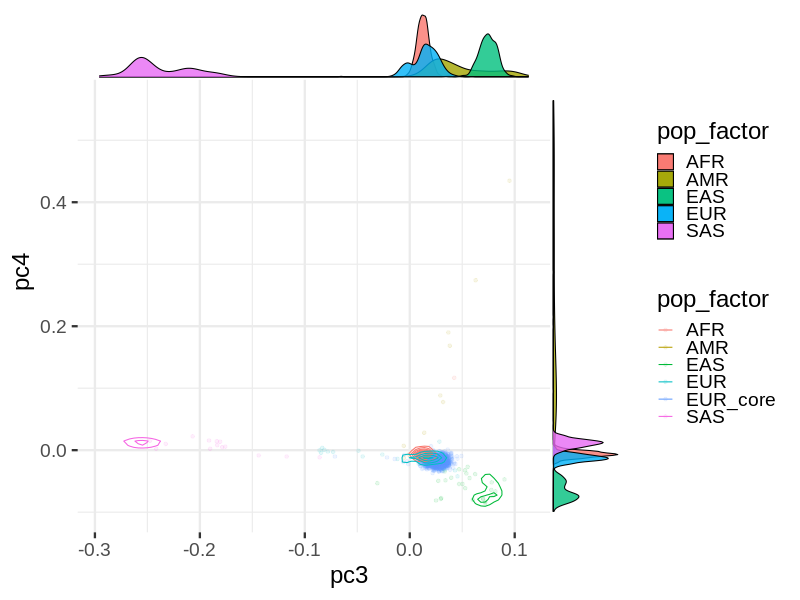 pop_factor
AFR
AMR
EAS
EUR
SAS
pop_factor
AFR
AMR
EAS
EUR
EUR_core
SAS
pc4
0.4
0.2
0.0
-0.3
-0.2
-0.1
0.0
0.1
pc3